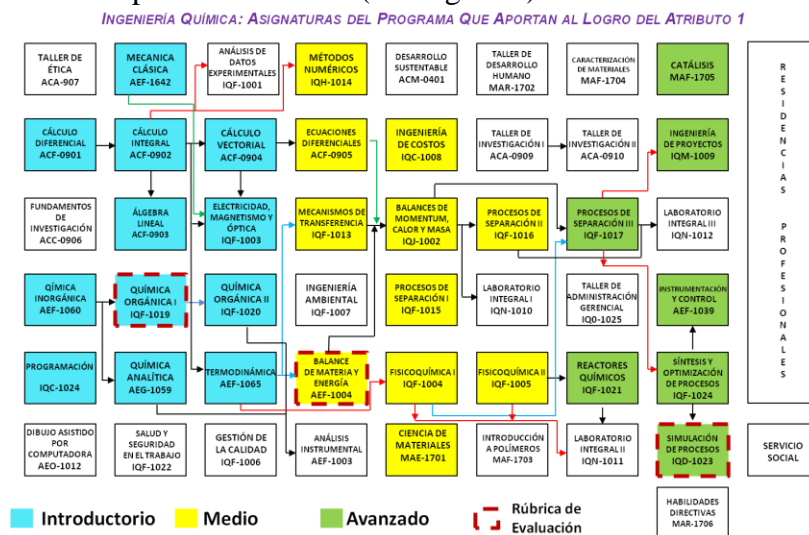 INGENIERÍA QUÍMICA: ASIGNATURAS DEL PROGRAMA QUE APORTAN AL LOGRO DEL ATRIBUTO 1
TALLER DE
ÉTICA
ACA-907
MECANICA
CLÁSICA
AEF-1642
ANÁLISIS DE
DATOS
EXPERIMENTALES
IQF-1001
MÉTODOS
NUMÉRICOS
IQH-1014
DESARROLLO
SUSTENTABLE
ACM-0401
TALLER DE
DESARROLLO
HUMANO
MAR-1702
CARACTERIZACIÓN
DE MATERIALES
MAF-1704
CATÁLISIS
MAF-1705
CÁLCULO
DIFERENCIAL
ACF-0901
CÁLCULO
INTEGRAL
ACF-0902
CÁLCULO
VECTORIAL
ACF-0904
ECUACIONES
DIFERENCIALES
ACF-0905
INGENIERÍA
DE COSTOS
IQC-1008
TALLER DE
INVESTIGACIÓN I
ACA-0909
TALLER DE
INVESTIGACIÓN II
ACA-0910
INGENIERÍA
DE PROYECTOS
IQM-1009
FUNDAMENTOS
DE
INVESTIGACIÓN
ACC-0906
ÁLGEBRA
LINEAL
ACF-0903
ELECTRICIDAD,
MAGNETISMO Y
ÓPTICA
IQF-1003
MECANISMOS DE
TRANSFERENCIA
IQF-1013
BALANCES DE
MOMENTUM,
CALOR Y MASA
IQJ-1002
PROCESOS DE
SEPARACIÓN II
IQF-1016
PROCESOS DE
SEPARACIÓN III
IQF-1017
LABORATORIO
INTEGRAL III
IQN-1012
QÍMICA
INORGÁNICA
AEF-1060
QUÍMICA
ORGÁNICA I
IQF-1019
QUÍMICA
ORGÁNICA II
IQF-1020
INGENIERÍA
AMBIENTAL
IQF-1007
PROCESOS DE
SEPARACIÓN I
IQF-1015
LABORATORIO
INTEGRAL I
IQN-1010
TALLER DE
ADMINISTRACIÓN
GERENCIAL
IQ0-1025
INSTRUMENTACIÓN
Y CONTROL
AEF-1039
PROGRAMACIÓN
IQC-1024
QUÍMICA
ANALÍTICA
AEG-1059
TERMODINÁMICA
AEF-1065
BALANCE
DE MATERIA Y
ENERGÍA
AEF-1004
FISICOQUÍMICA I
IQF-1004
FISICOQUÍMICA II
IQF-1005
REACTORES
QUÍMICOS
IQF-1021
SÍNTESIS Y
OPTIMIZACIÓN
DE PROCESOS
IQF-1024
DIBUJO ASISTIDO
POR
COMPUTADORA
AEO-1012
SALUD Y
SEGURIDAD
EN EL TRABAJO
IQF-1022
GESTIÓN DE
LA CALIDAD
IQF-1006
ANÁLISIS
INSTRUMENTAL
AEF-1003
CIENCIA DE
MATERIALES
MAE-1701
INTRODUCCIÓN
A POLÍMEROS
MAF-1703
LABORATORIO
INTEGRAL II
IQN-1011
SIMULACIÓN
DE PROCESOS
IQD-1023
HABILIDADES
DIRECTIVAS
MAR-1706
RESIDENCIAS PROFESIONALES
SERVICIO
SOCIAL
Introductorio
Medio
Avanzado
Rúbrica de
Evaluación